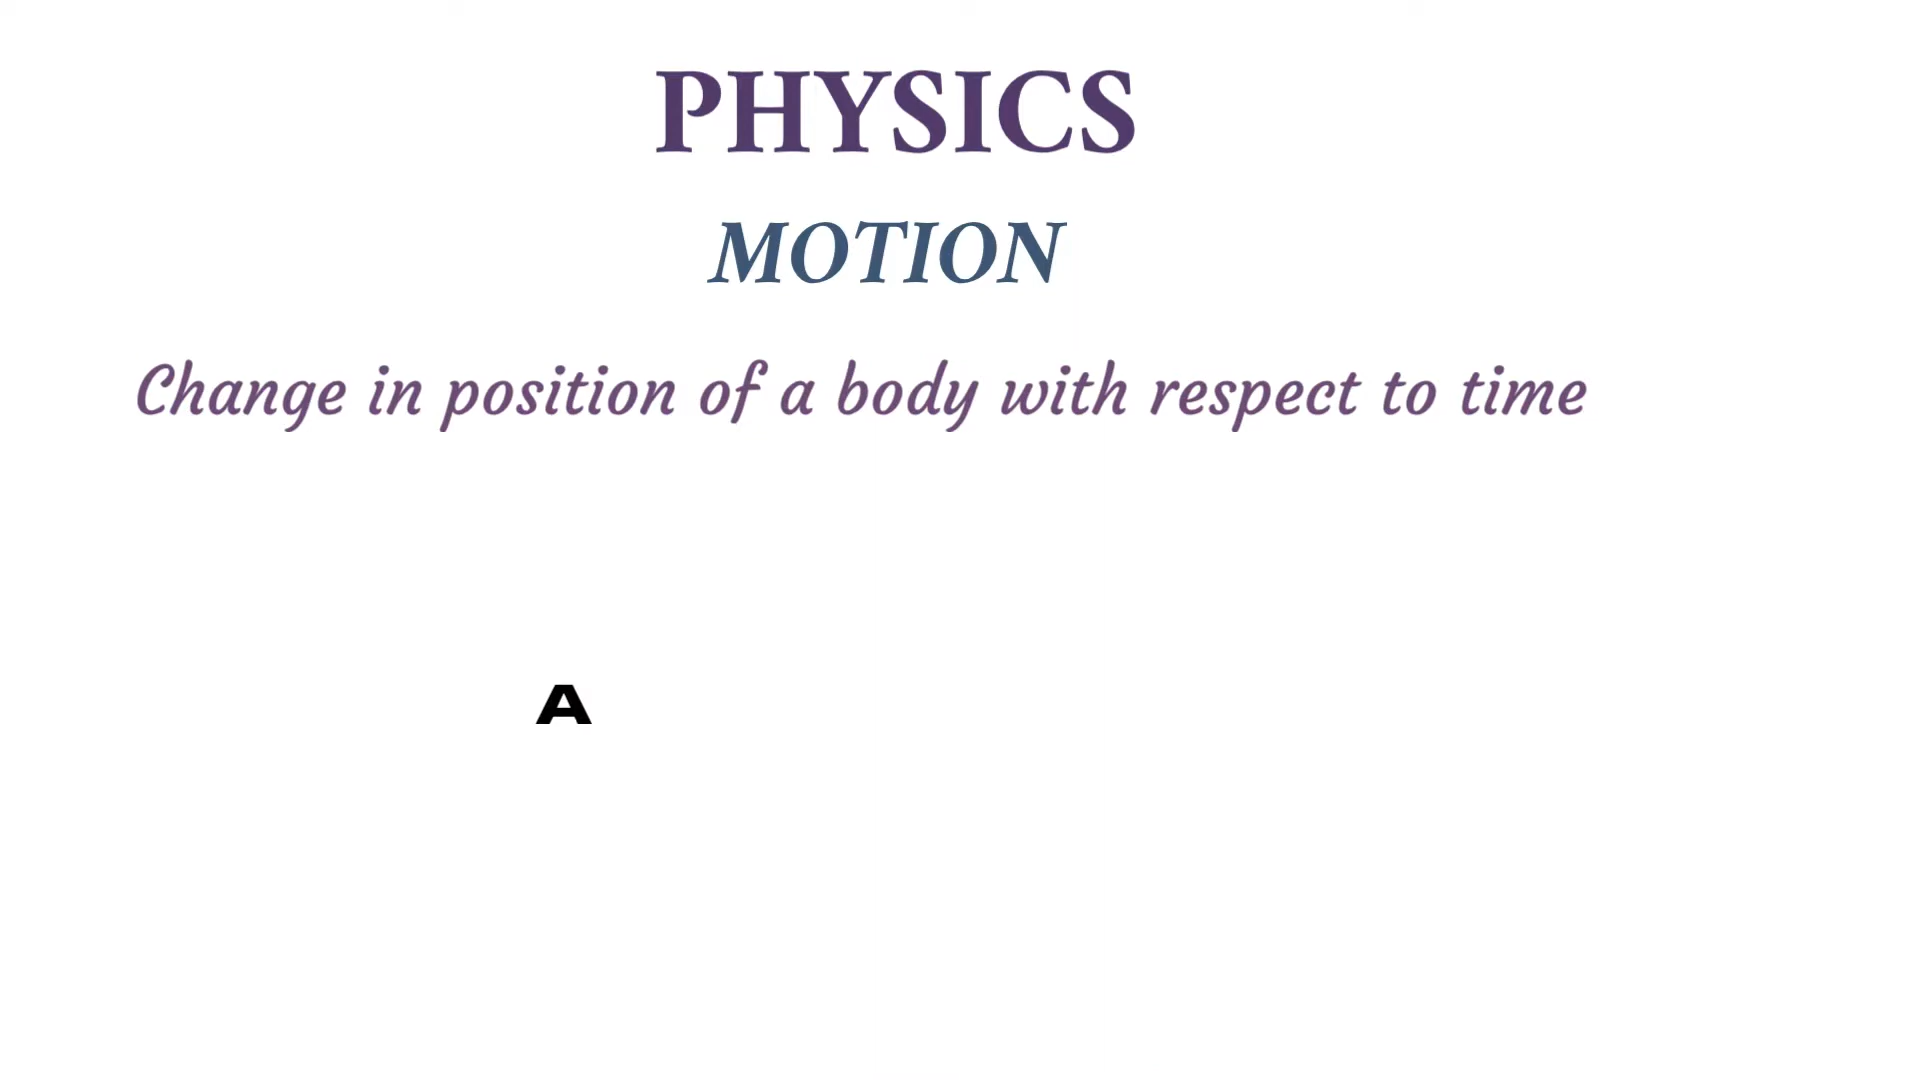 PHYSICS
MOTION
Change in position of a body with respect to time
A